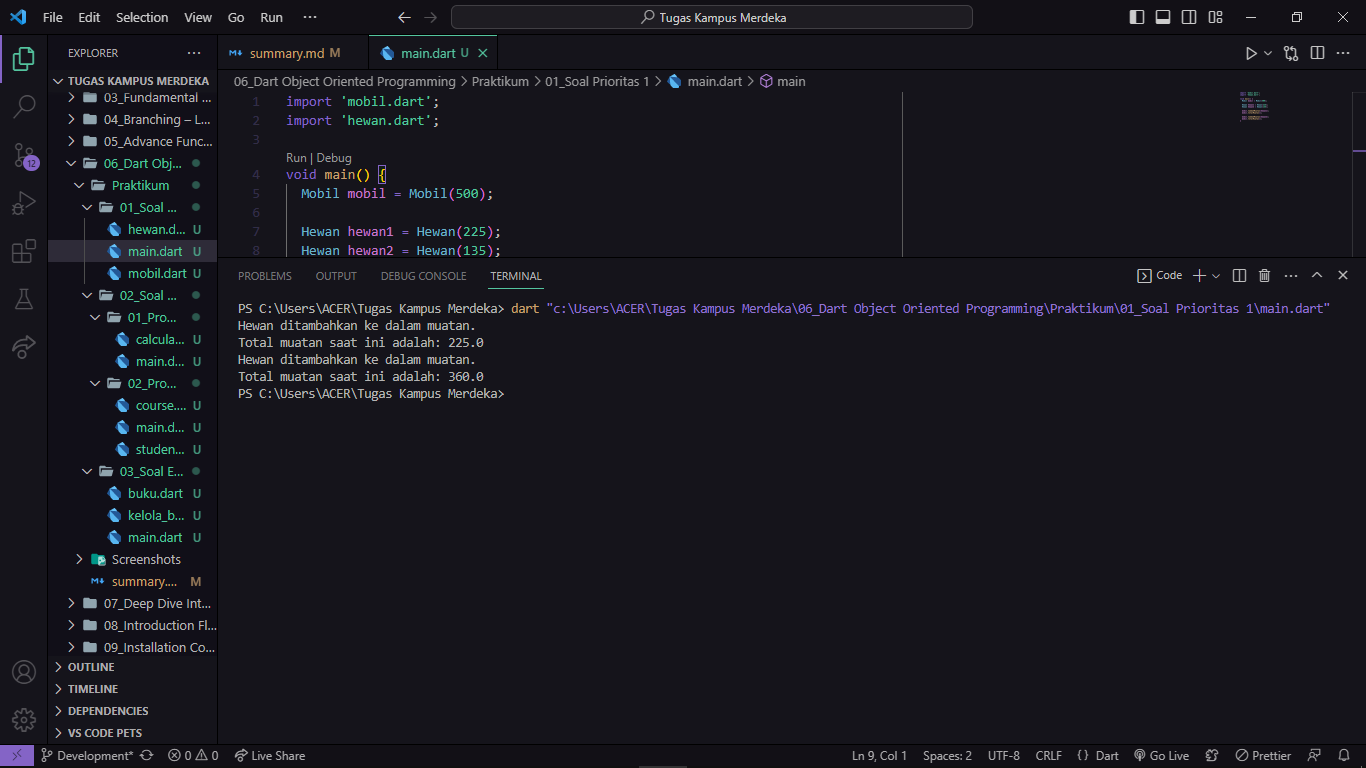 File Edit Selection View Go Run ··· Tugas Kampus Merdeka
EXPLORER ···
TUGAS KAMPUS MERDEKA
03_Fundamental ...
04_Branching – L...
05_Advance Func...
06_Dart Obj...
Praktikum
01_Soal ...
hewan.d... U
main.dart U
mobil.dart U
02_Soal ...
01_Pro...
calcula... U
main.d... U
02_Pro...
course.... U
main.d... U
studen... U
03_Soal E...
buku.dart U
kelola_b... U
main.dart U
Screenshots
summary.... M
07_Deep Dive Int...
08_Introduction Fl...
09_Installation Co...
OUTLINE
TIMELINE
DEPENDENCIES
VS CODE PETS
12
summary.md M main.dart U
06_Dart Object Oriented Programming > Praktikum > 01_Soal Prioritas 1 > main.dart > main
1 import 'mobil.dart';
2 import 'hewan.dart';
3
Run | Debug
4 void main() {
5 Mobil mobil = Mobil(500);
6
7 Hewan hewan1 = Hewan(225);
8 Hewan hewan2 = Hewan(135);
PROBLEMS OUTPUT DEBUG CONSOLE TERMINAL Code
PS C:\Users\ACER\Tugas Kampus Merdeka> dart "c:\Users\ACER\Tugas Kampus Merdeka\06_Dart Object Oriented Programming\Praktikum\01_Soal Prioritas 1\main.dart"
Hewan ditambahkan ke dalam muatan.
Total muatan saat ini adalah: 225.0
Hewan ditambahkan ke dalam muatan.
Total muatan saat ini adalah: 360.0
PS C:\Users\ACER\Tugas Kampus Merdeka>
Development* 0 0 Live Share Ln 9, Col 1 Spaces: 2 UTF-8 CRLF {} Dart Go Live Prettier